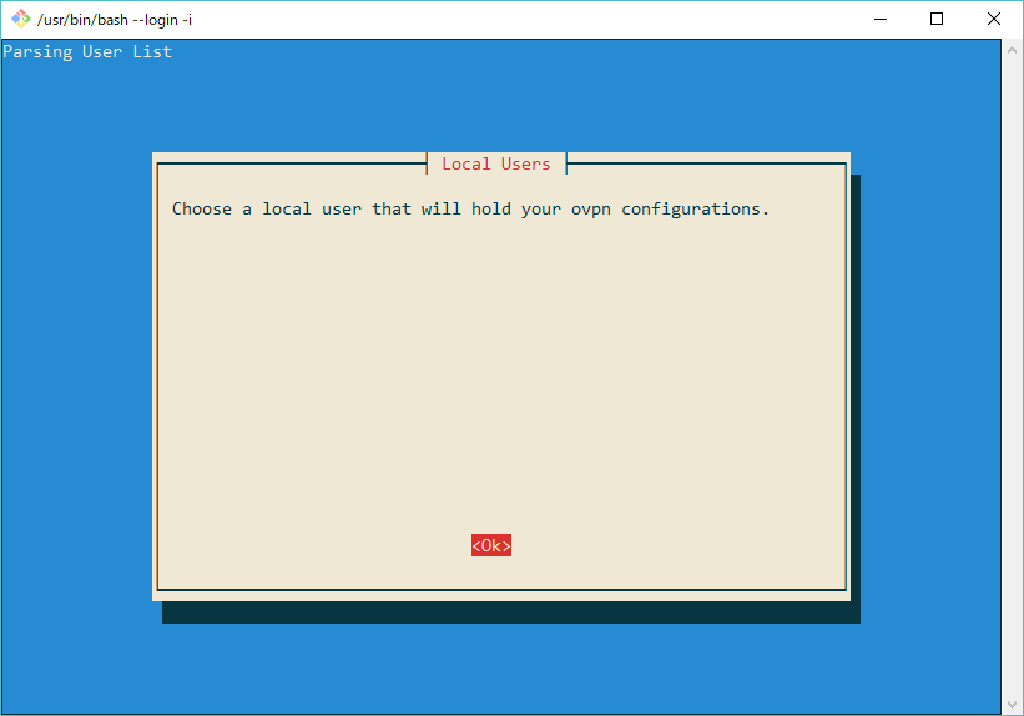 /usr/bin/bash --login -i
Parsing User List
Local Users
Choose a local user that will hold your ovpn configurations.
<Ok>